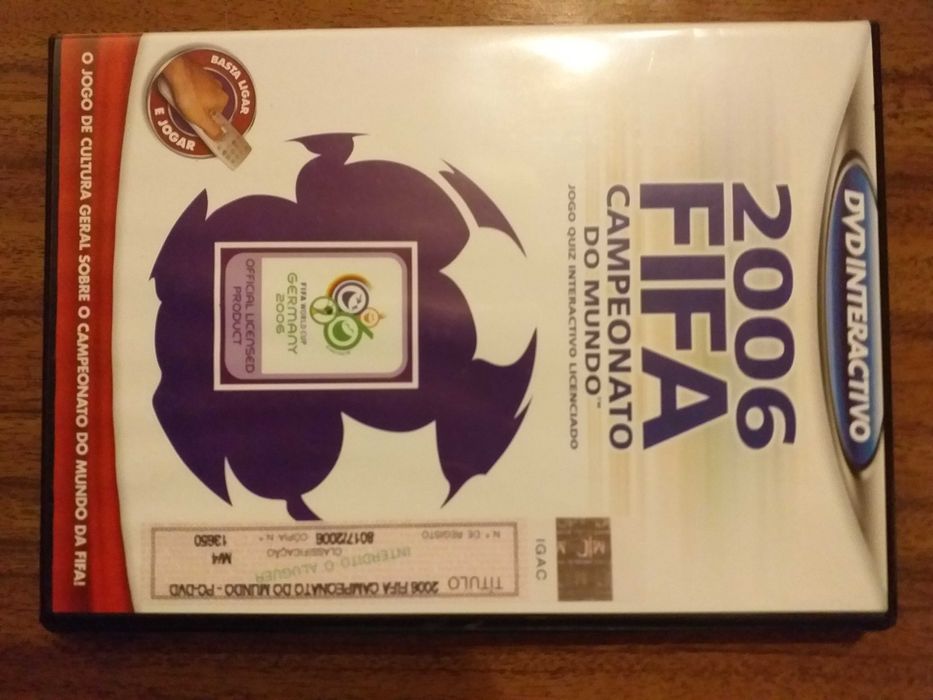 DVD INTERACTIVO
2006
FIFA
CAMPEONATO
DO MUNDO™
JOGO QUIZ INTERACTIVO LICENCIADO
BASTA LIGAR
E JOGAR
FIFA WORLD CUP
GERMANY
2006
OFFICIAL LICENSED
PRODUCT
IGAC
TÍTULO
2006 FIFA CAMPEONATO DO MUNDO - PC-DVD
INTERDITO O ALUGUER
CLASSIFICAÇÃO
M/4
Nº DE REGISTO
8017/2006
CÓPIA Nº
13650
O JOGO DE CULTURA GERAL SOBRE O CAMPEONATO DO MUNDO DA FIFA!